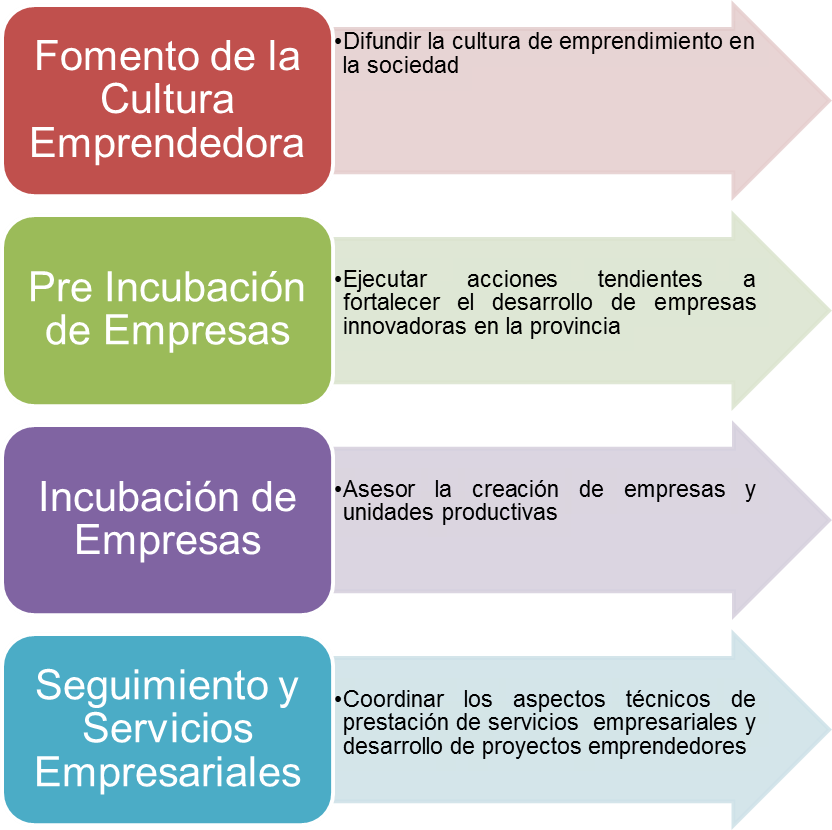 Fomento de la
Cultura
Emprendedora
•Difundir la cultura de emprendimiento en
la sociedad
Pre Incubación
de Empresas
•Ejecutar acciones tendientes a
fortalecer el desarrollo de empresas
innovadoras en la provincia
Incubación de
Empresas
•Asesor la creación de empresas y
unidades productivas
Seguimiento y
Servicios
Empresariales
•Coordinar los aspectos técnicos de
prestación de servicios empresariales y
desarrollo de proyectos emprendedores